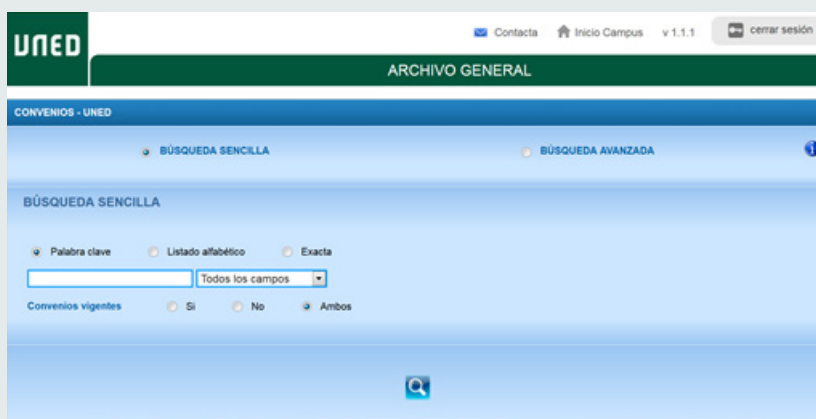 UNED
Contacta Inicio Campus v 1.1.1 cerrar sesión
ARCHIVO GENERAL
CONVENIOS - UNED
BÚSQUEDA SENCILLA BÚSQUEDA AVANZADA
BÚSQUEDA SENCILLA
Palabra clave Listado alfabético Exacta
Todos los campos
Convenios vigentes Si No Ambos